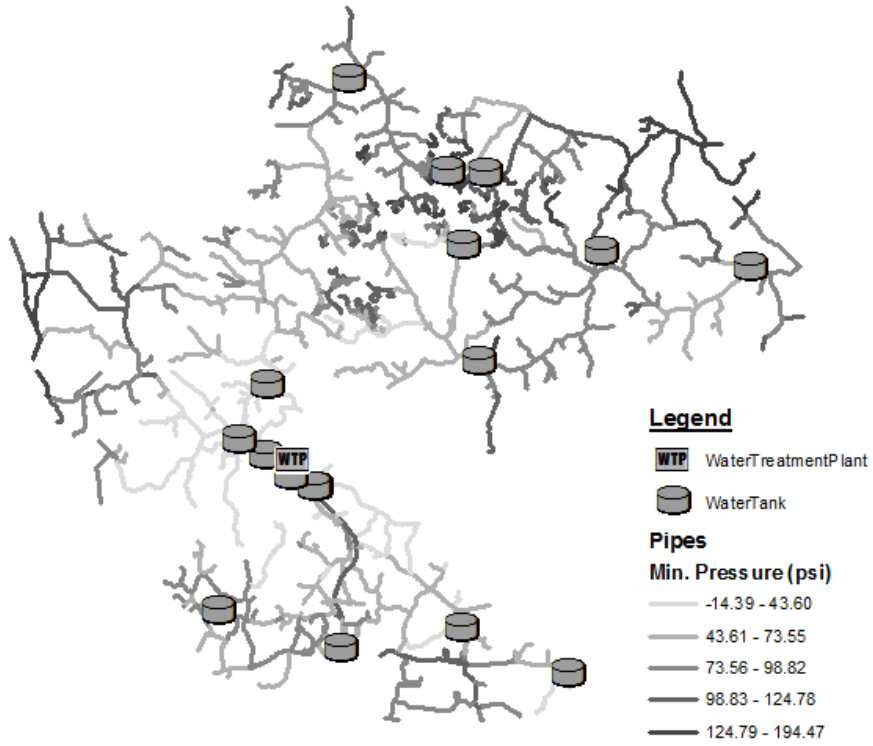 WTP
Legend
WTP WaterTreatmentPlant
WaterTank
Pipes
Min. Pressure (psi)
-14.39 - 43.60
43.61 - 73.55
73.56 - 98.82
98.83 - 124.78
124.79 - 194.47